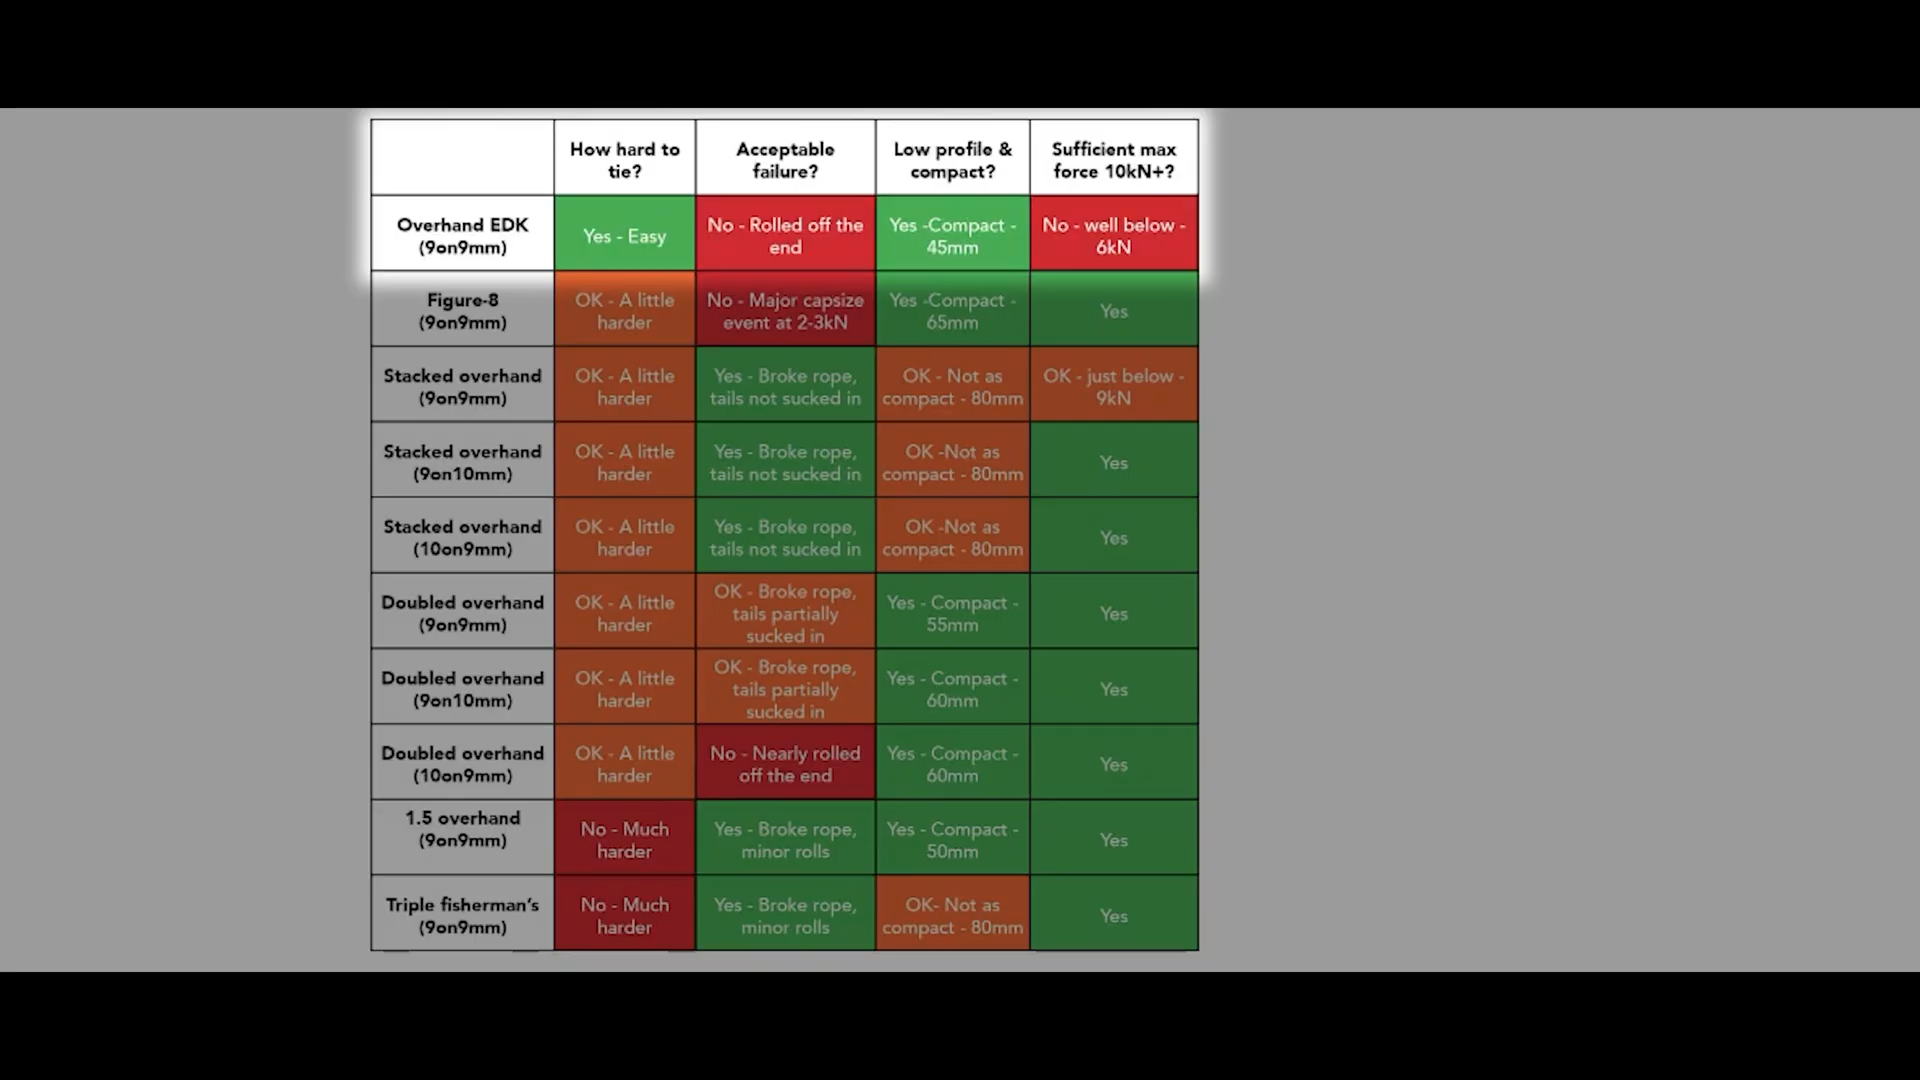 How hard to
tie?
Acceptable
failure?
Low profile &
compact?
Sufficient max
force 10kN+?
Overhand EDK
(9on9mm)
Yes - Easy
No - Rolled off the
end
Yes -Compact -
45mm
No - well below -
6kN
Figure-8
(9on9mm)
OK - A little
harder
No - Major capsize
event at 2-3kN
Yes -Compact -
65mm
Yes
Stacked overhand
(9on9mm)
OK - A little
harder
Yes - Broke rope,
tails not sucked in
OK - Not as
compact - 80mm
OK - just below -
9kN
Stacked overhand
(9on10mm)
OK - A little
harder
Yes - Broke rope,
tails not sucked in
OK -Not as
compact - 80mm
Yes
Stacked overhand
(10on9mm)
OK - A little
harder
Yes - Broke rope,
tails not sucked in
OK -Not as
compact - 80mm
Yes
Doubled overhand
(9on9mm)
OK - A little
harder
OK - Broke rope,
tails partially
sucked in
Yes - Compact -
55mm
Yes
Doubled overhand
(9on10mm)
OK - A little
harder
OK - Broke rope,
tails partially
sucked in
Yes - Compact -
60mm
Yes
Doubled overhand
(10on9mm)
OK - A little
harder
No - Nearly rolled
off the end
Yes - Compact -
60mm
Yes
1.5 overhand
(9on9mm)
No - Much
harder
Yes - Broke rope,
minor rolls
Yes - Compact -
50mm
Yes
Triple fisherman's
(9on9mm)
No - Much
harder
Yes - Broke rope,
minor rolls
OK- Not as
compact - 80mm
Yes